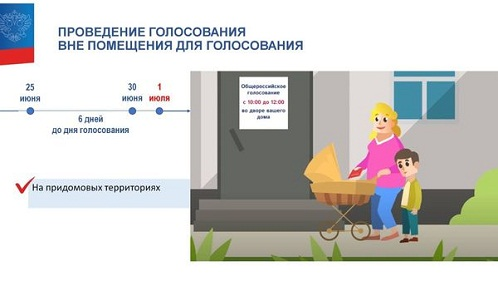 ПРОВЕДЕНИЕ ГОЛОСОВАНИЯ
ВНЕ ПОМЕЩЕНИЯ ДЛЯ ГОЛОСОВАНИЯ
25
июня
30
июня
1
июля
6 дней
до дня голосования
На придомовых территориях
Общероссийское
голосование
с 10:00 до 12:00
во дворе вашего
дома